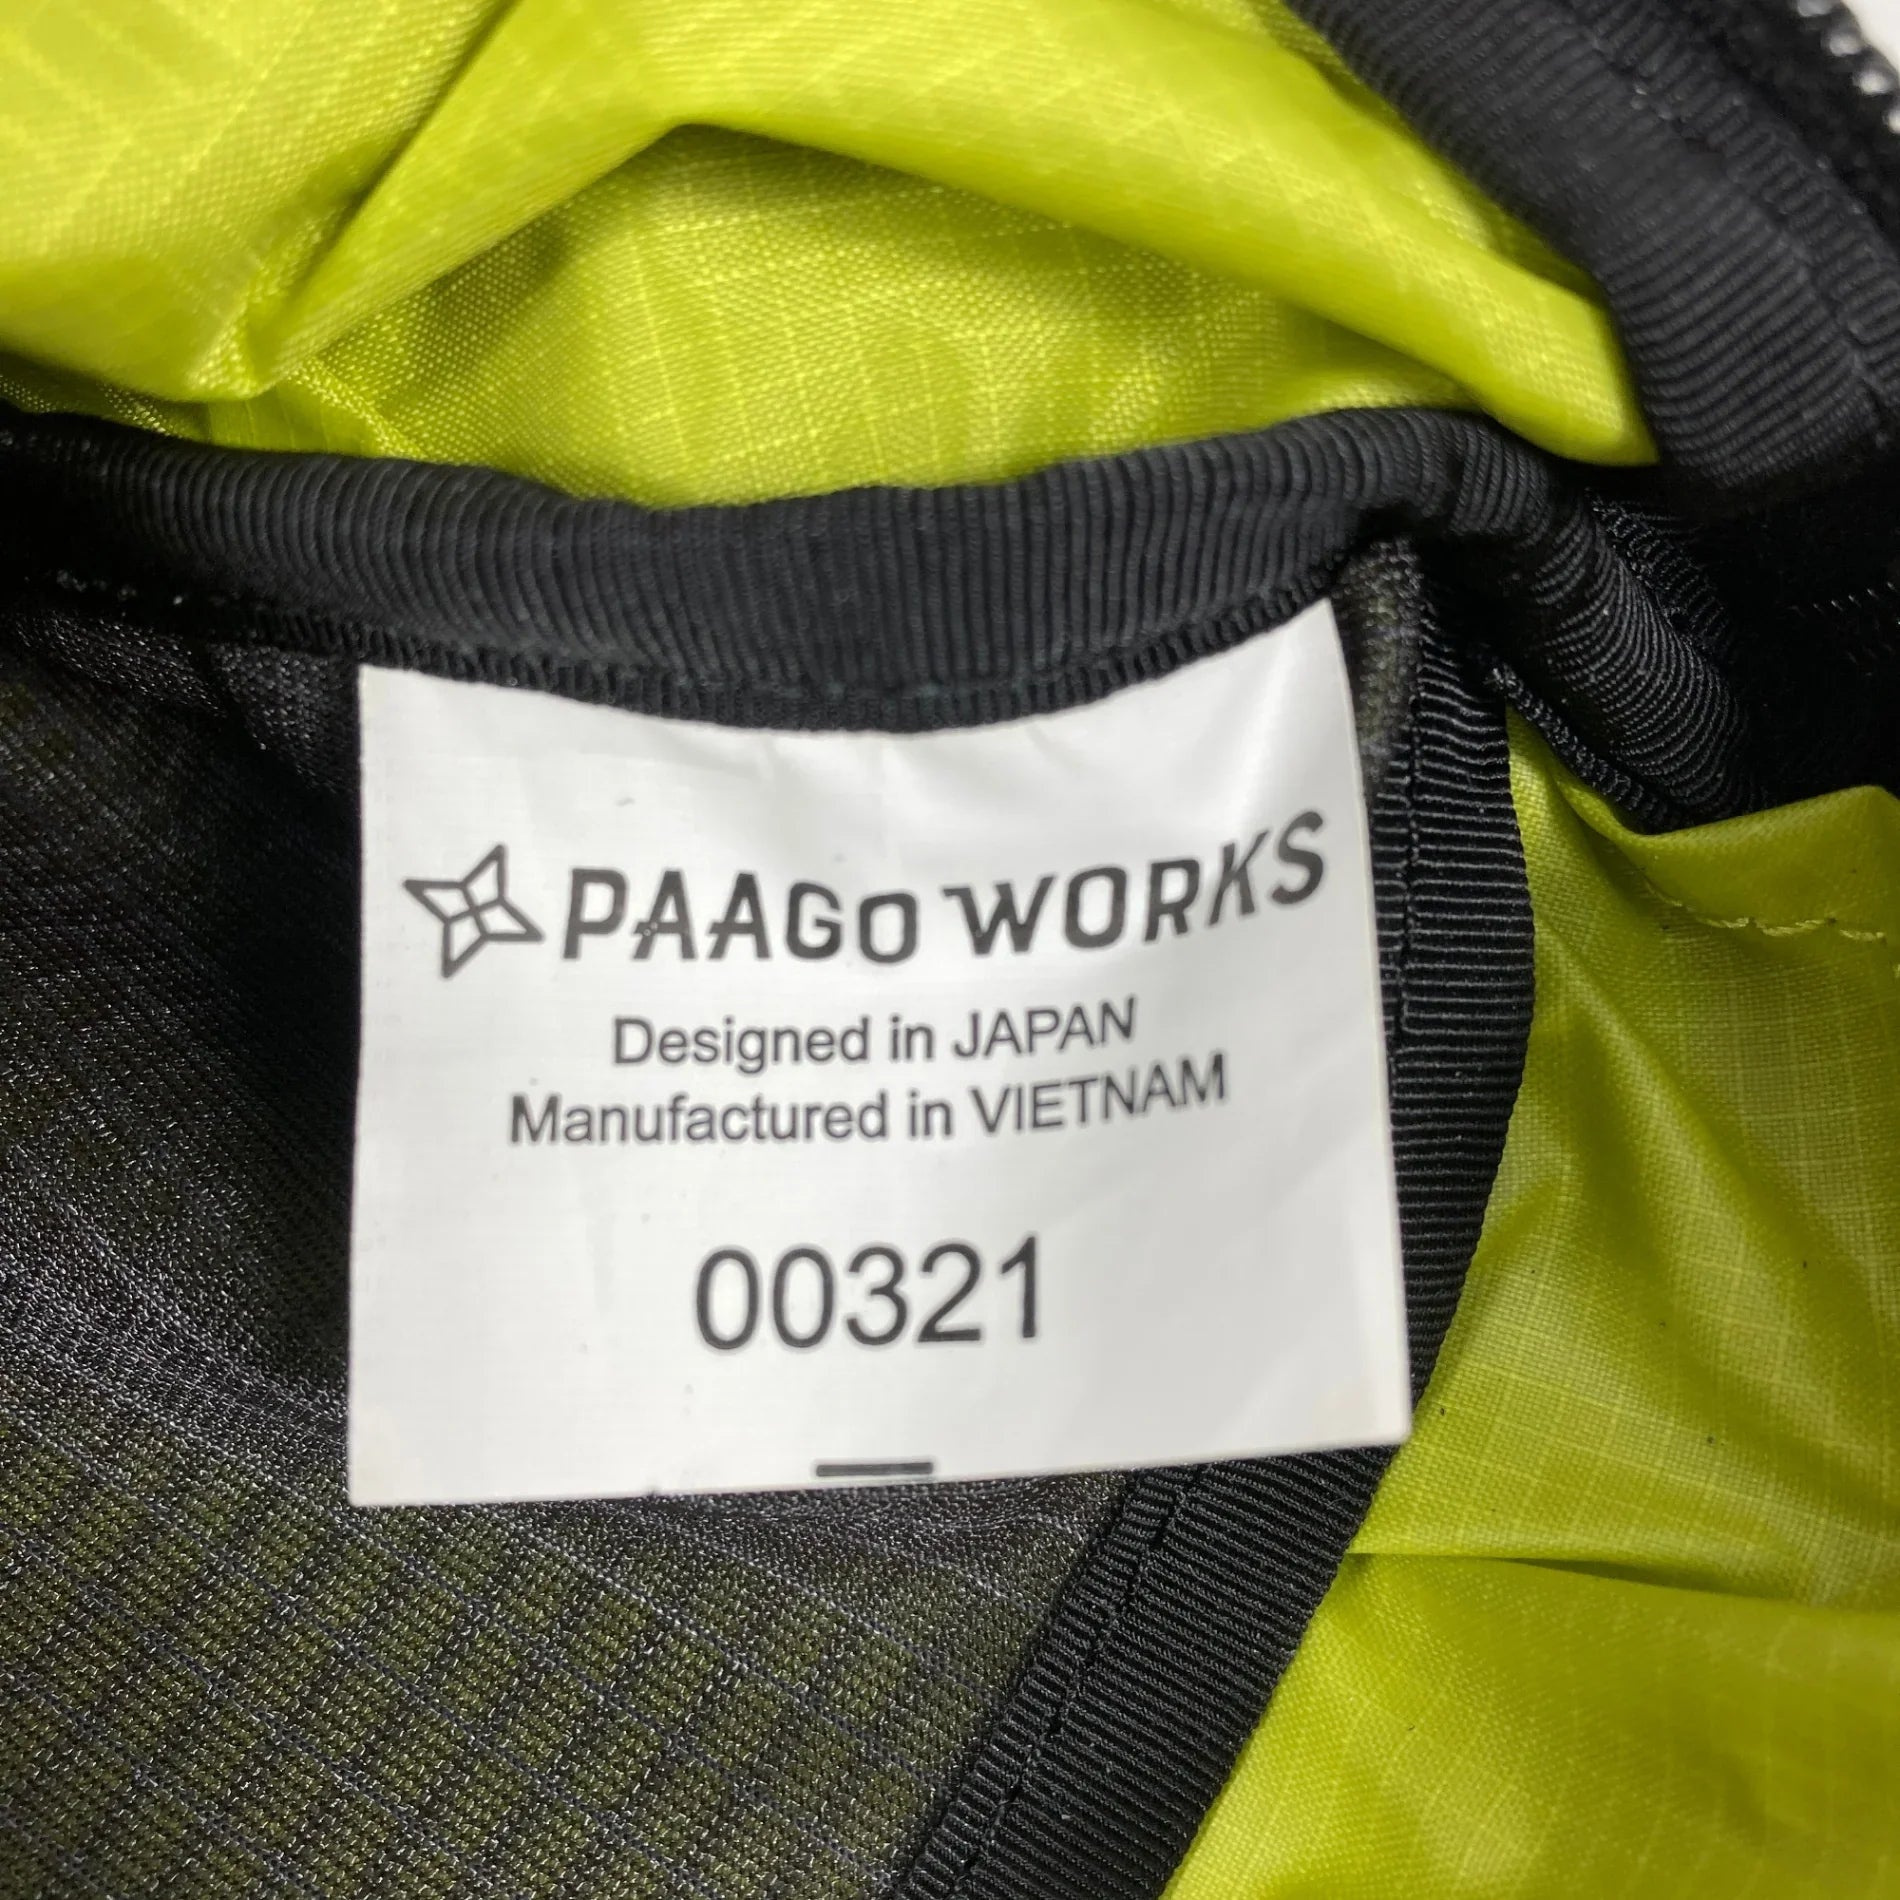 PAAGO WORKS
Designed in JAPAN
Manufactured in VIETNAM
00321